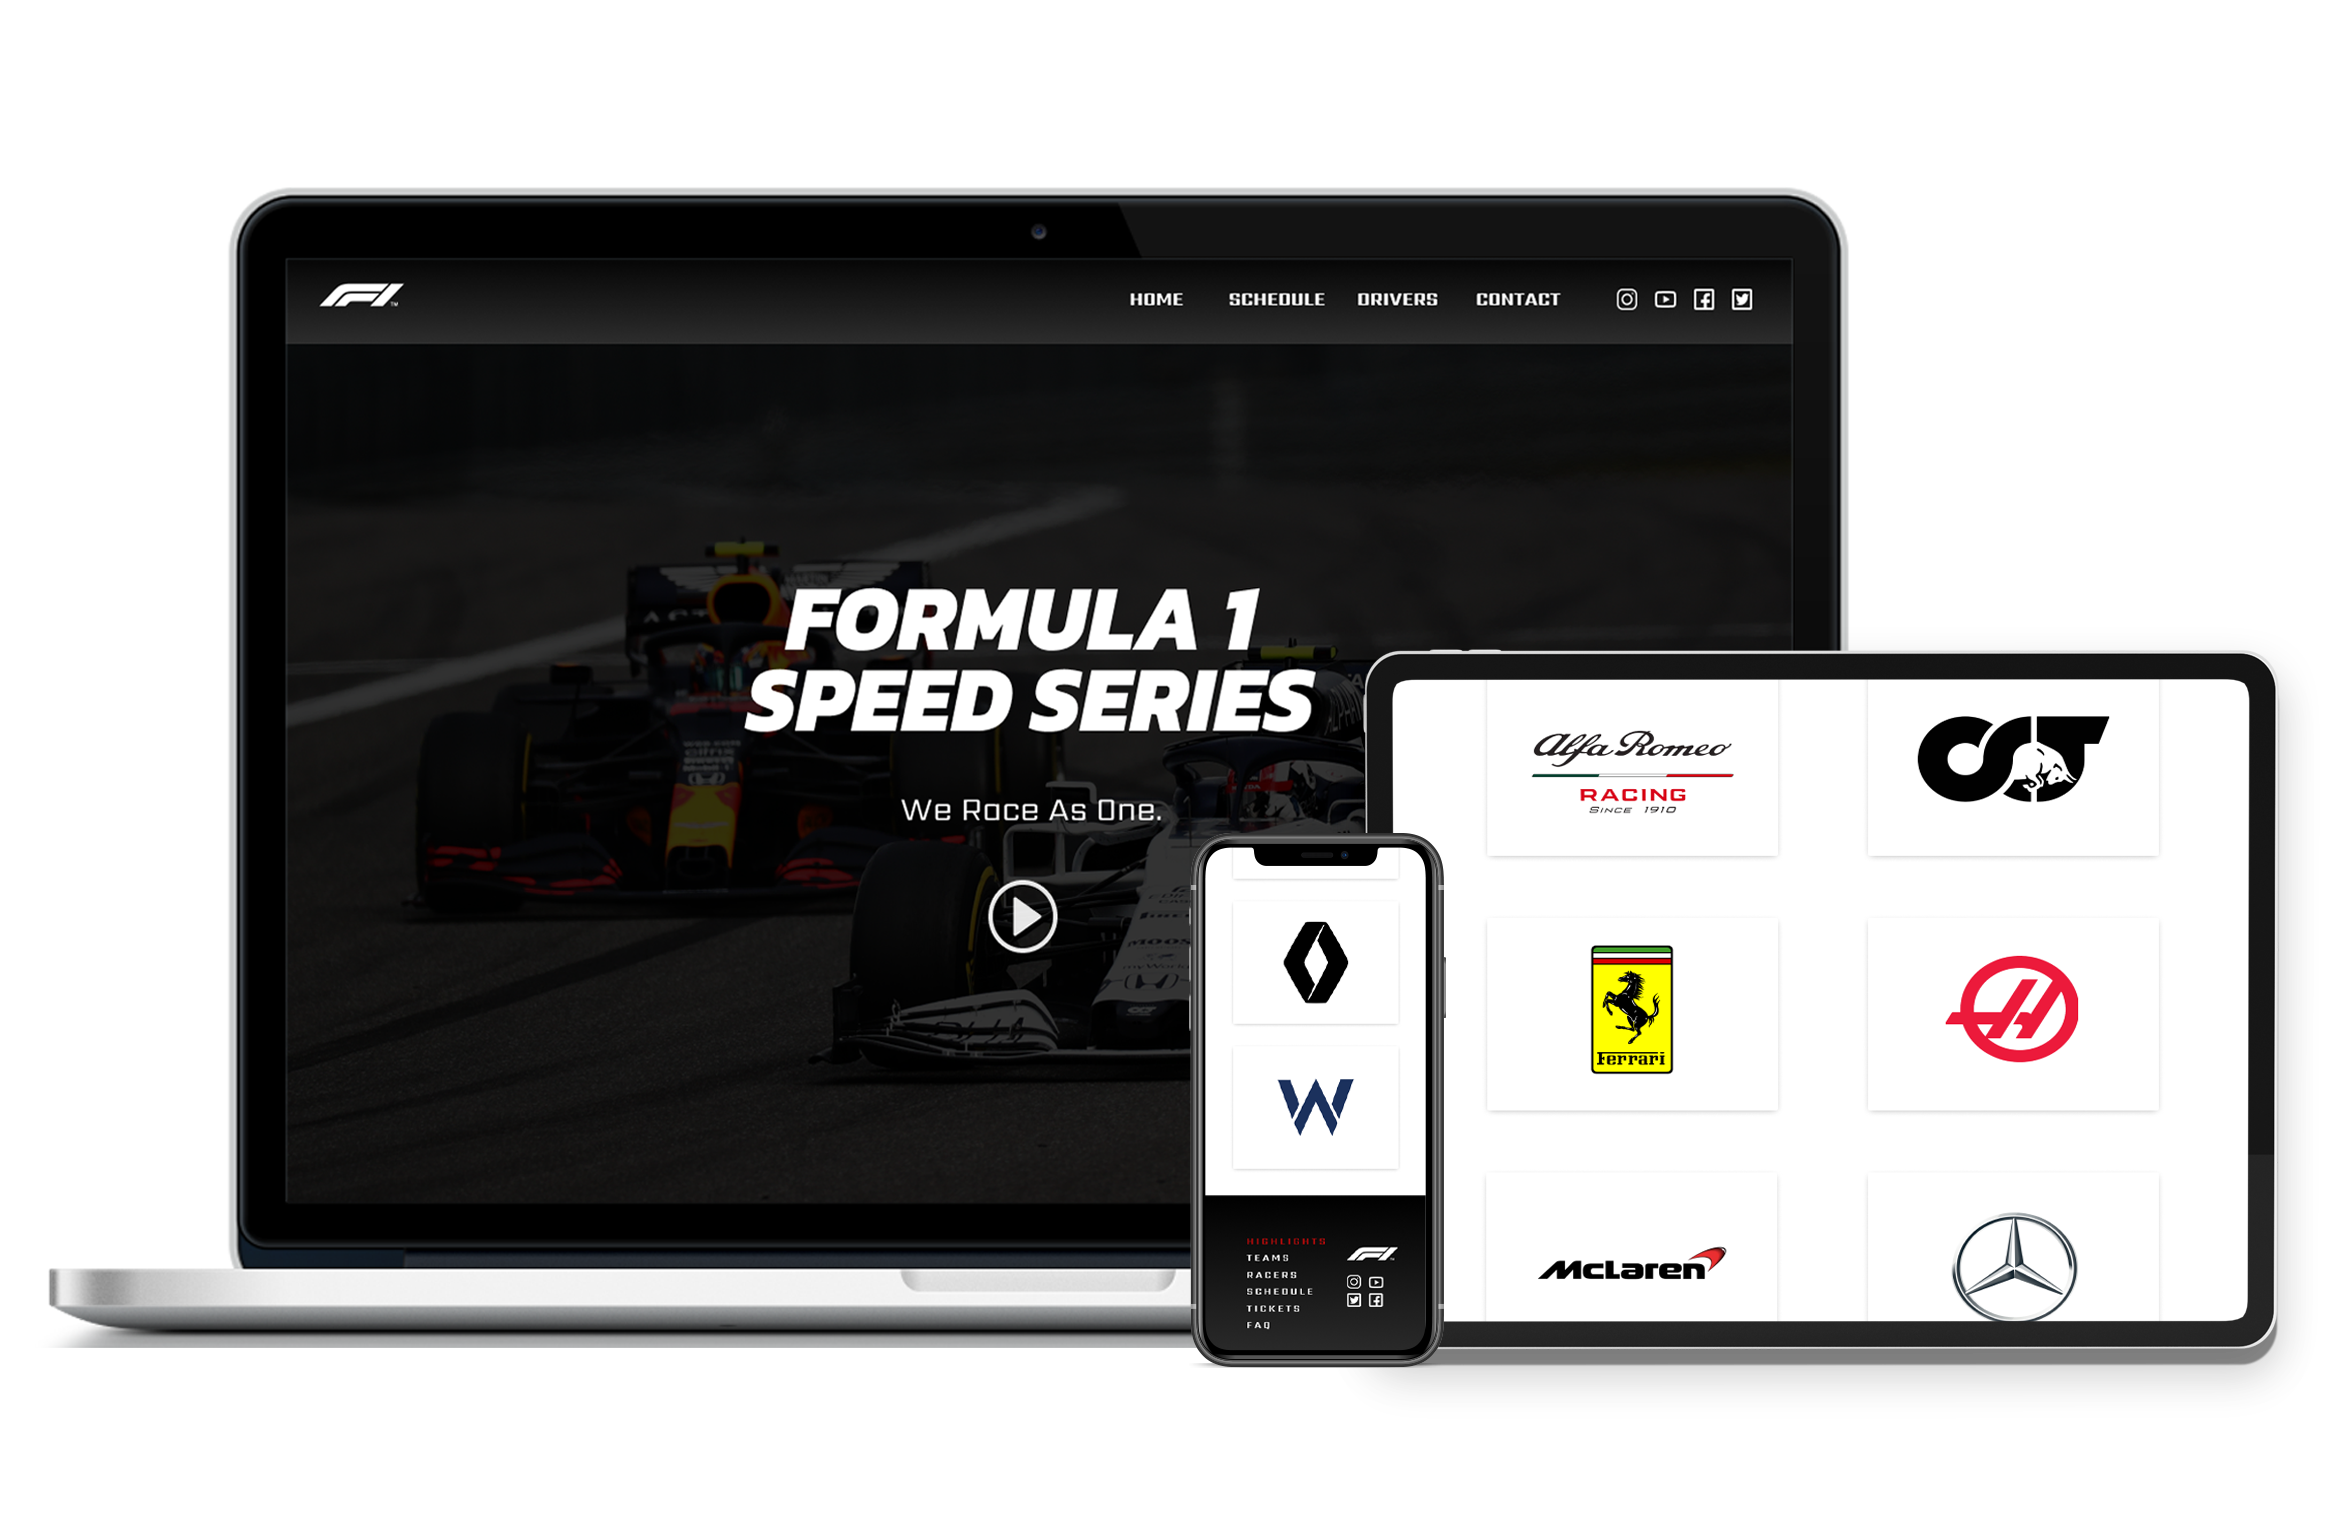 F1
HOME SCHEDULE DRIVERS CONTACT
FORMULA 1
SPEED SERIES
We Race As One.
Alfa Romeo
RACING
SINCE 1910
Ferrari
McLaren
W
HIGHLIGHTS
TEAMS
RACERS
SCHEDULE
TICKETS
FAQ
F1